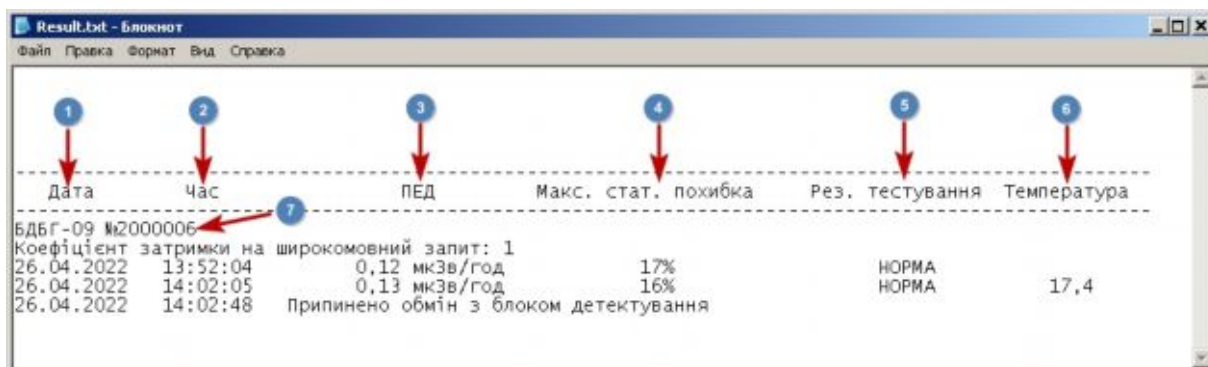 Result.txt - Блокнот
Файл Правка Формат Вид Справка
1 2 3 4 5 6
Дата Час ПЕД Макс. стат. похибка Рез. тестування Температура
7
БДБГ-09 №2000006
Коефіцієнт затримки на широкомовний запит: 1
26.04.2022 13:52:04 0,12 мкЗв/год 17% НОРМА
26.04.2022 14:02:05 0,13 мкЗв/год 16% НОРМА 17,4
26.04.2022 14:02:48 Припинено обмін з блоком детектування